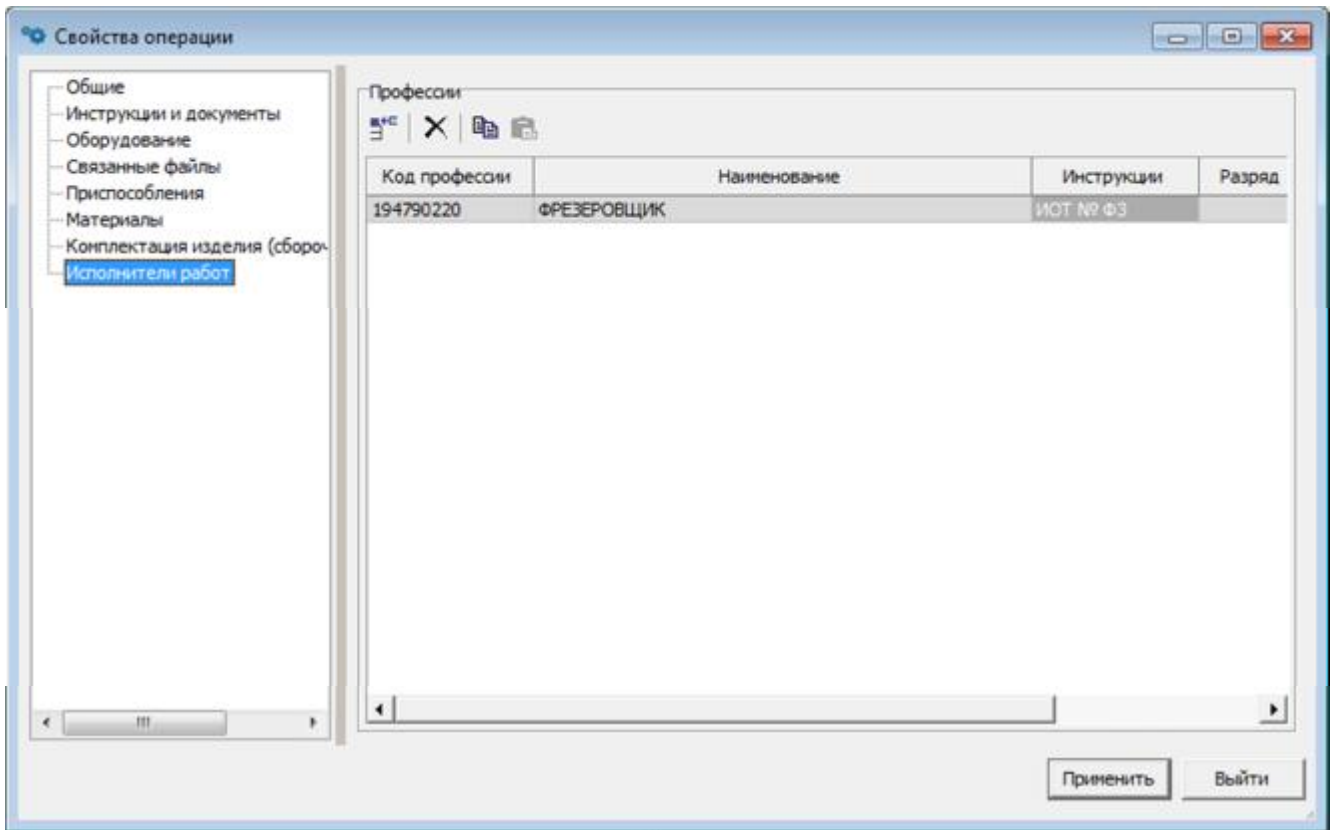 Свойства операции
Общие
Инструкции и документы
Оборудование
Связанные файлы
Приспособления
Материалы
Комплектация изделия (сбороч
Исполнители работ
Профессии
Код профессии Наименование Инструкции Разряд
194790220 ФРЕЗЕРОВЩИК ИОТ № ФЗ
Применить Выйти